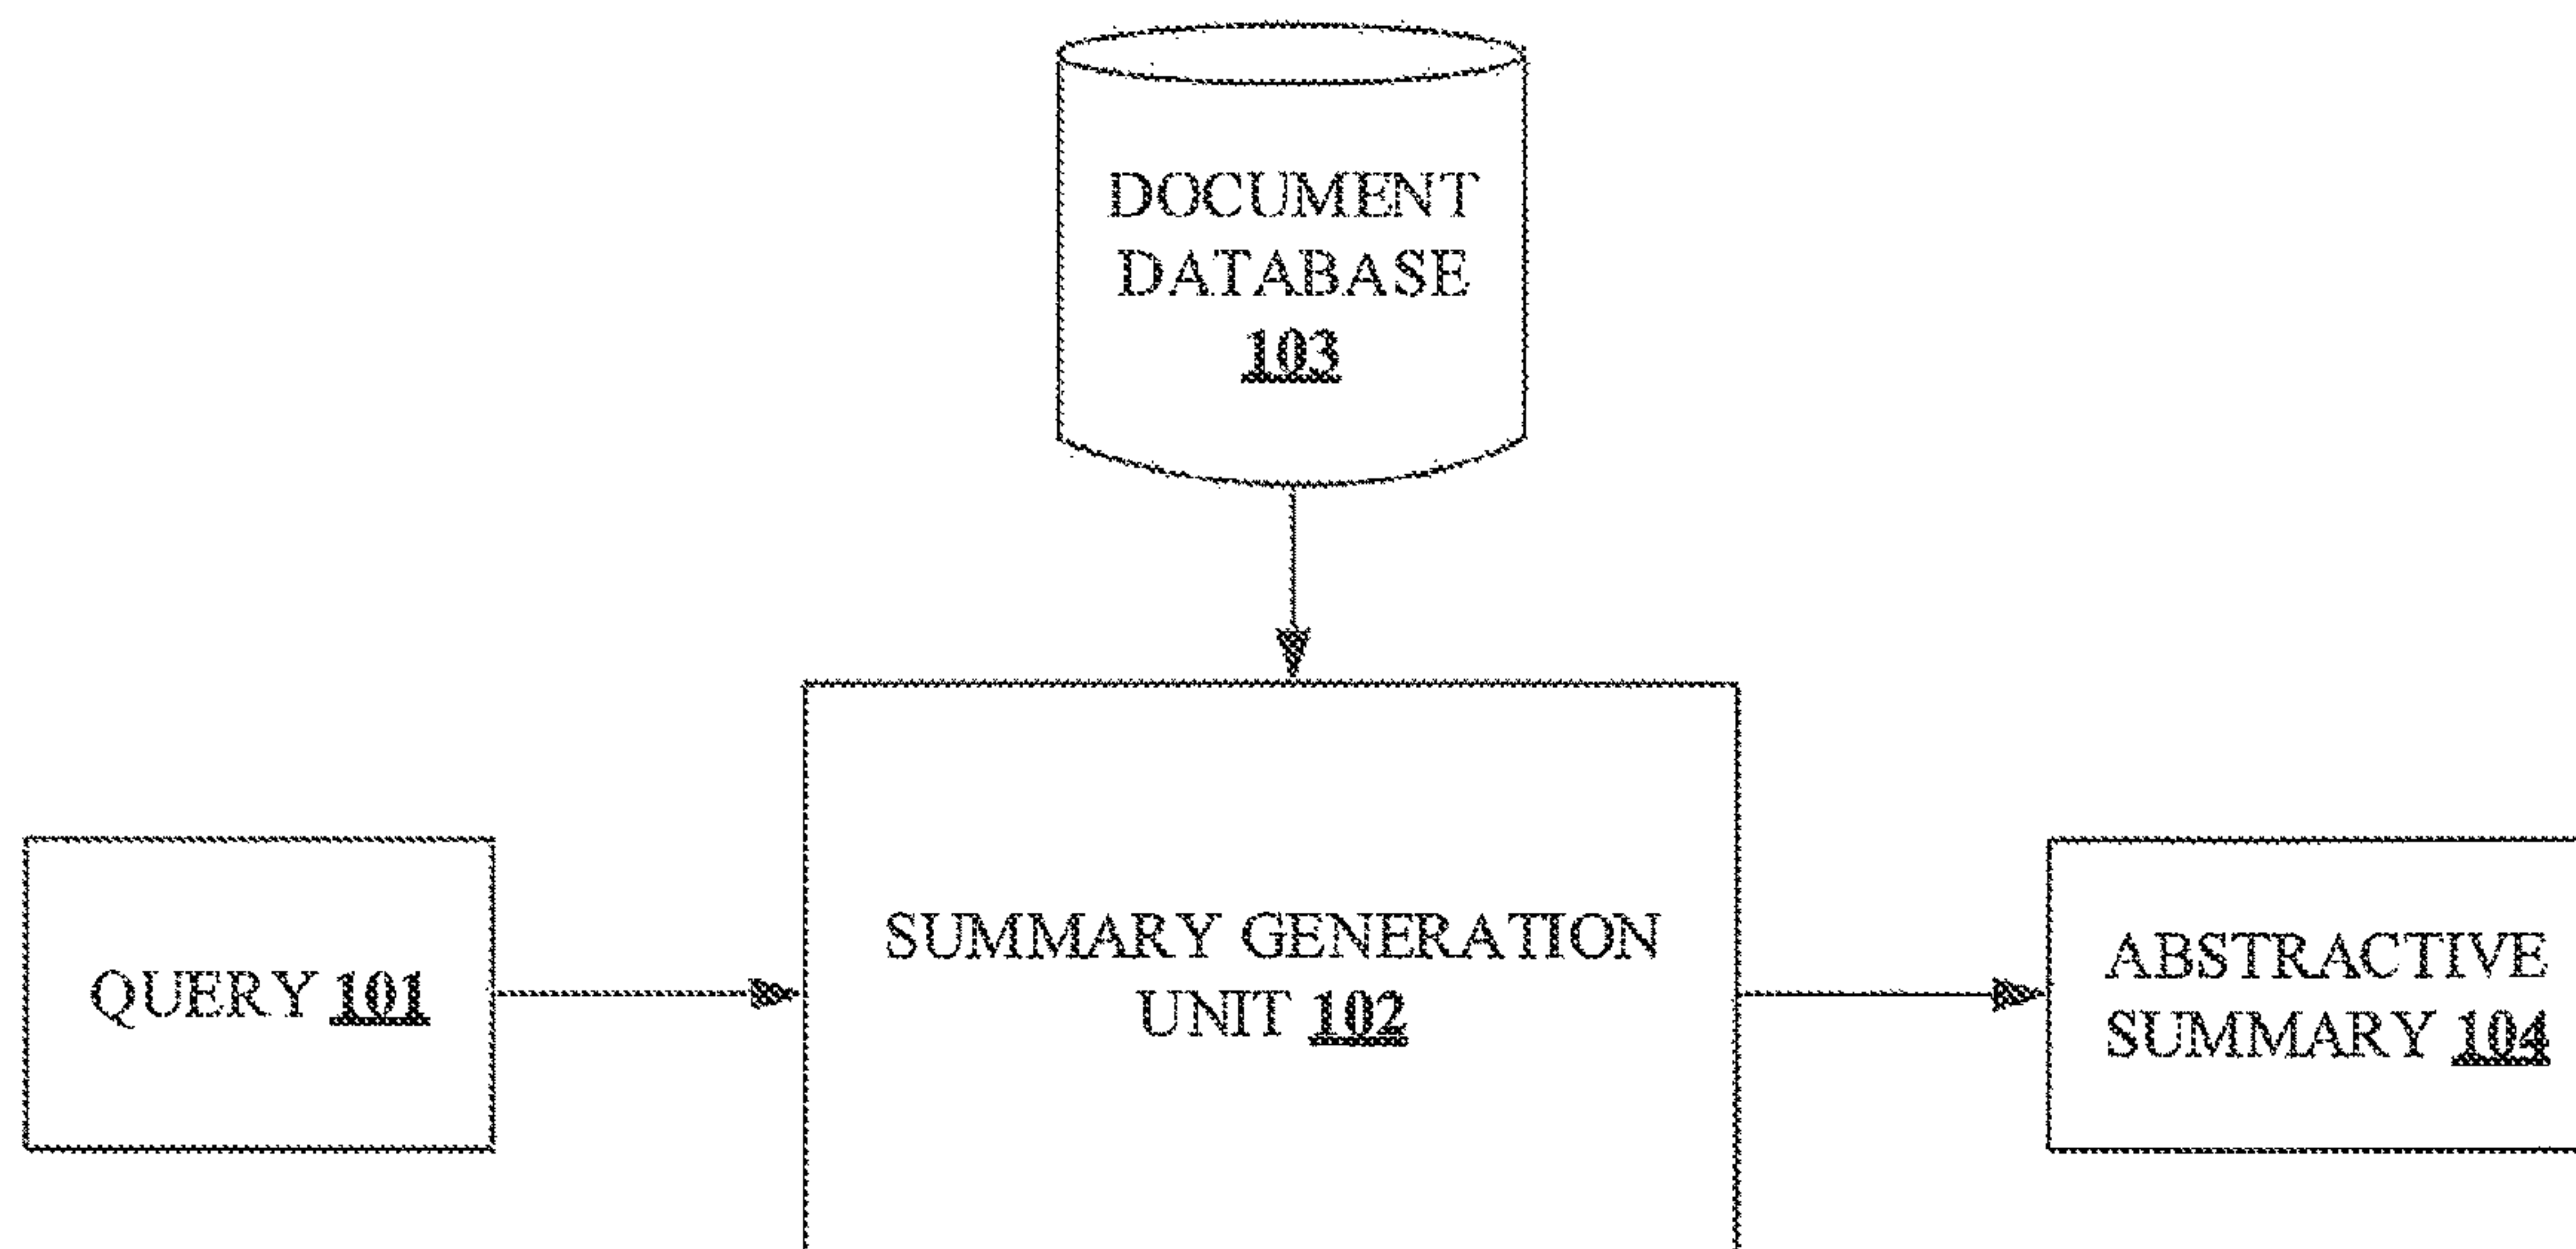 DOCUMENT
DATABASE
103
QUERY 101
SUMMARY GENERATION
UNIT 102
ABSTRACTIVE
SUMMARY 104